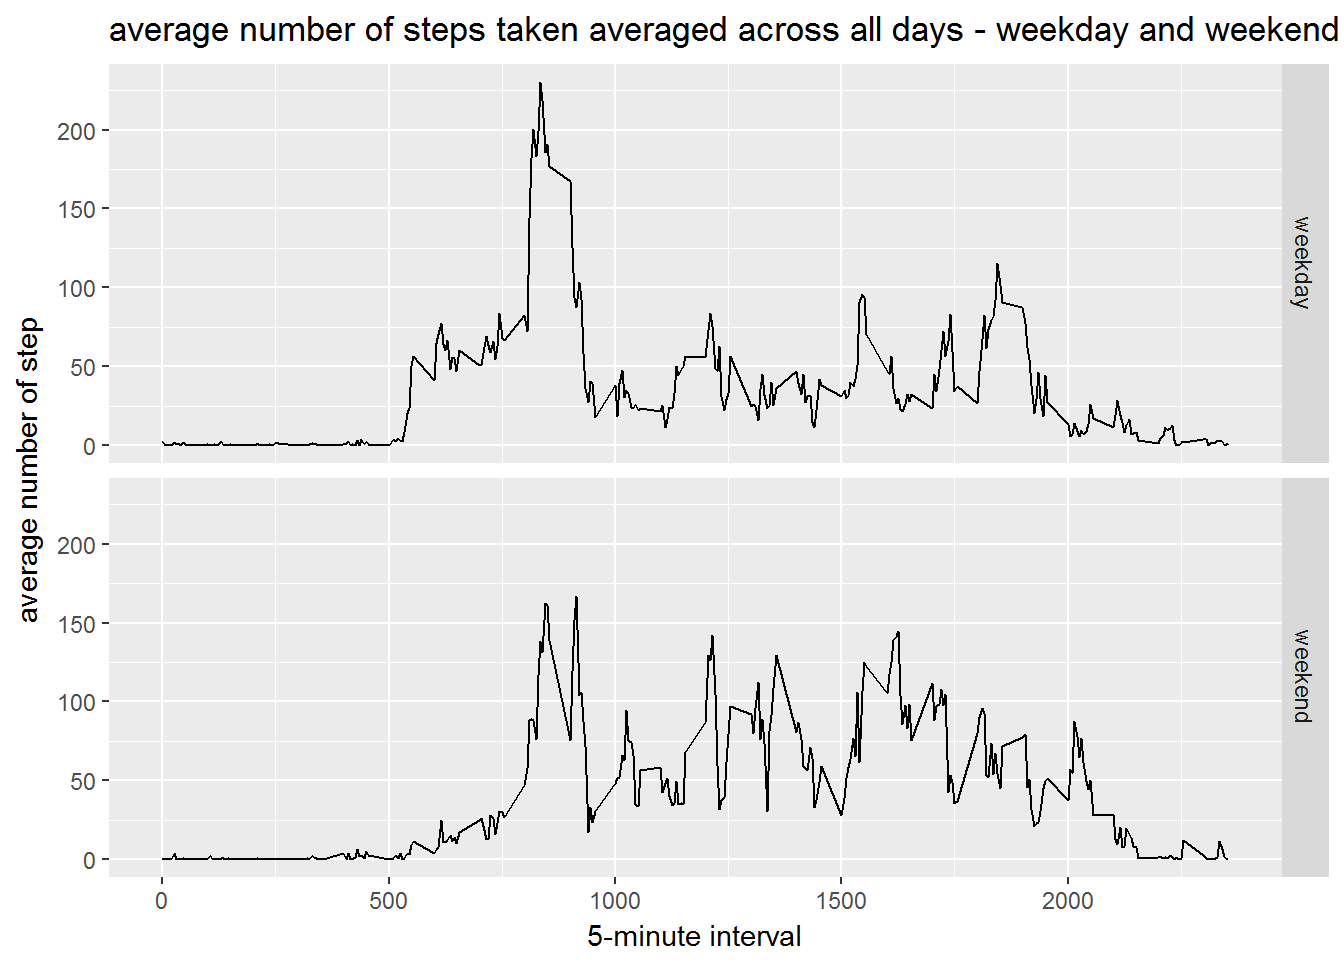 average number of steps taken averaged across all days - weekday and weekend
average number of step
200
150
100
50
0
weekday
200
150
100
50
0
weekend
0 500 1000 1500 2000
5-minute interval